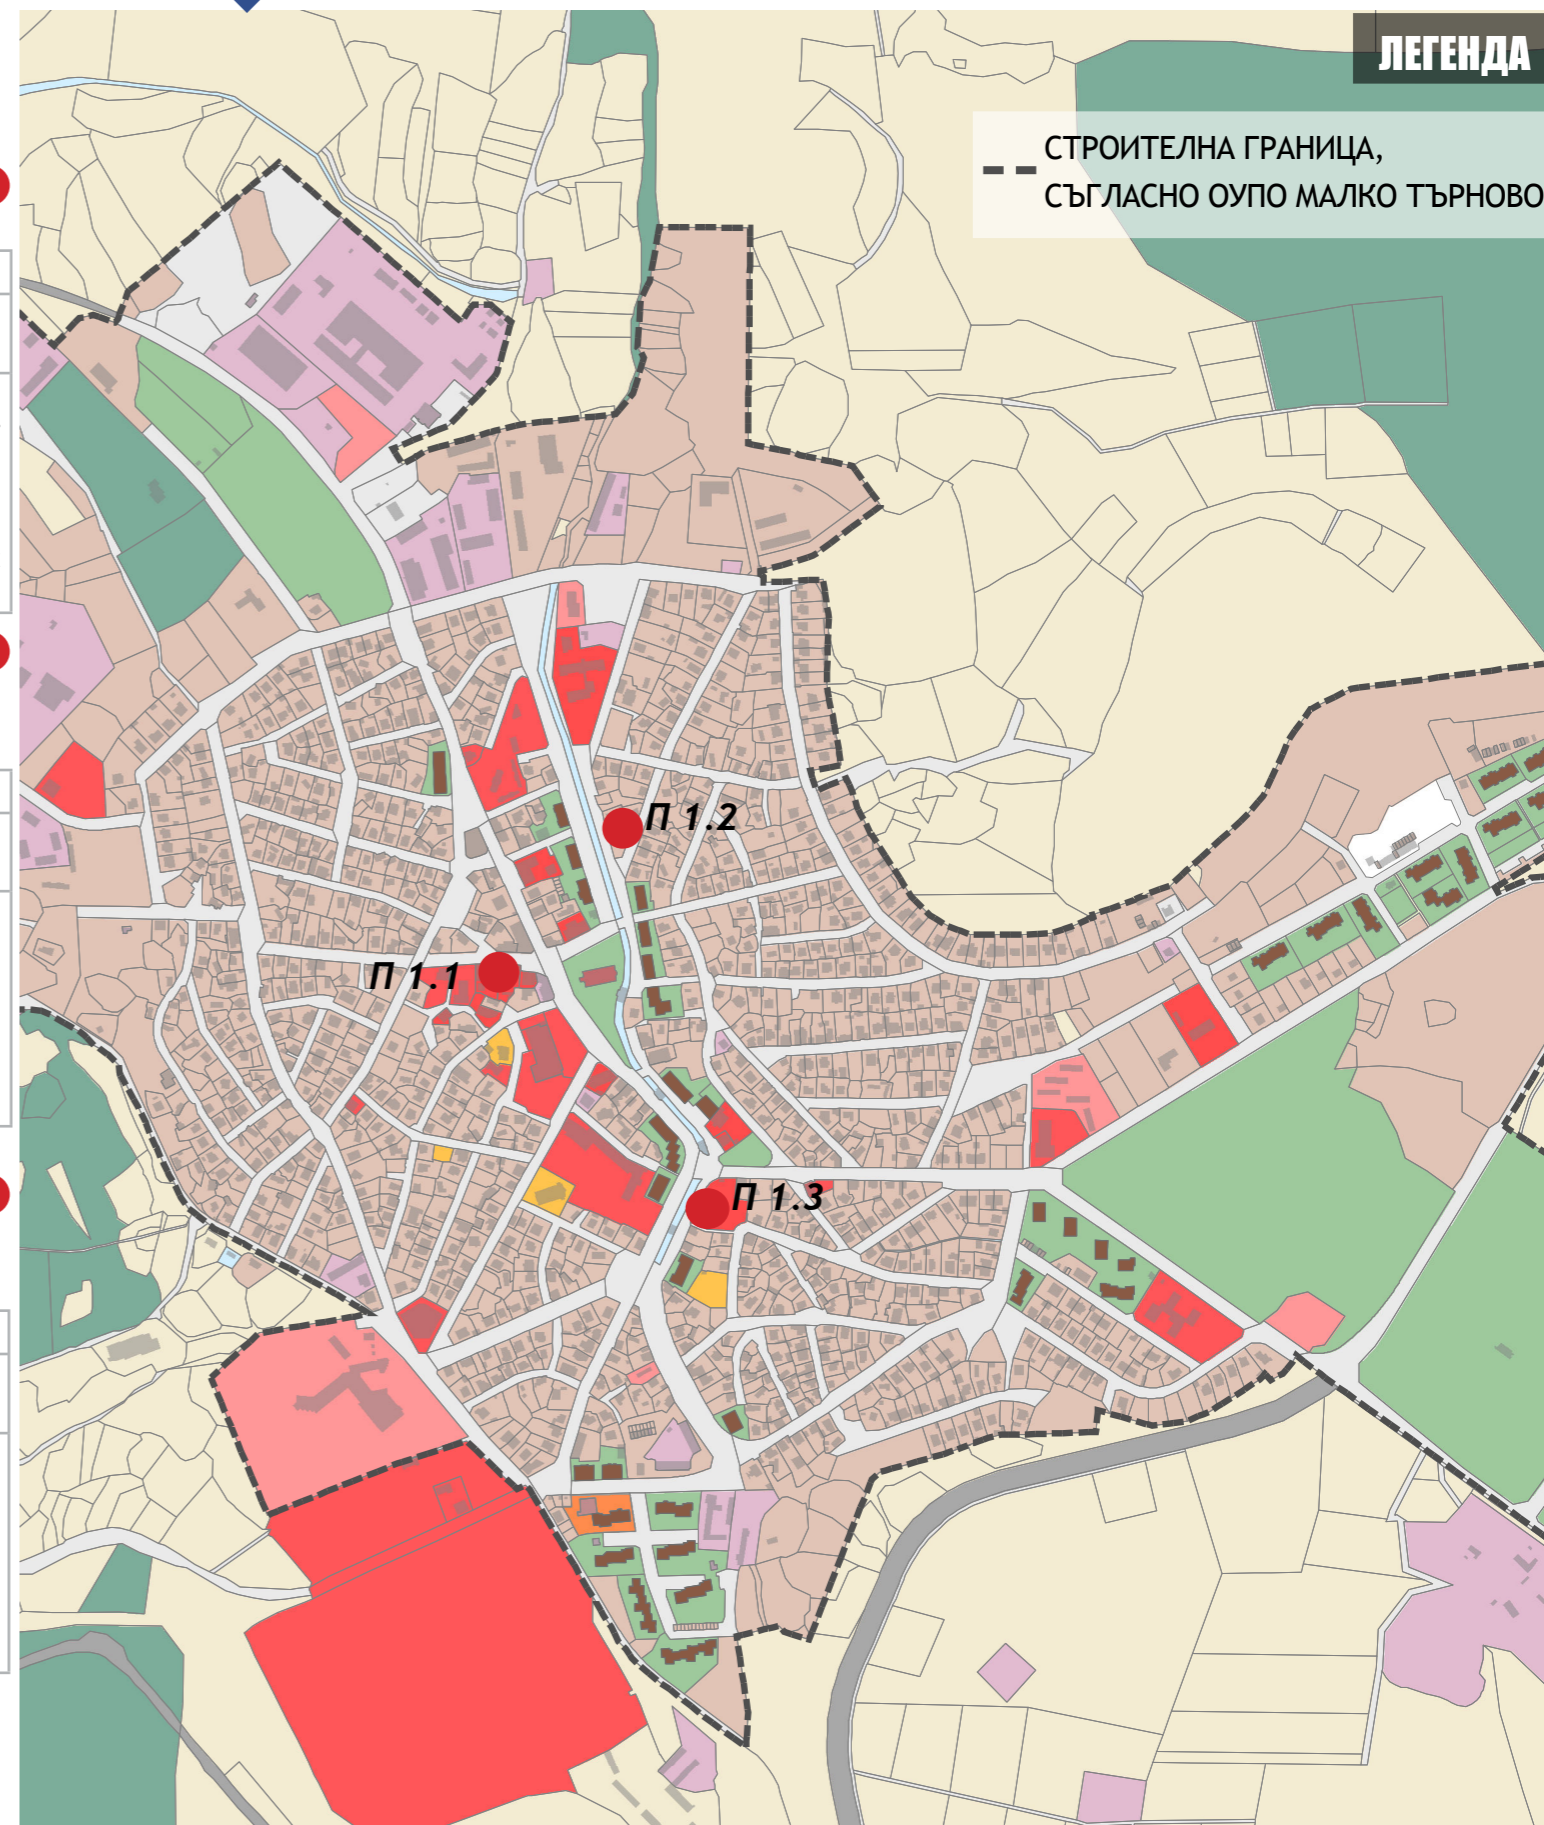 ЛЕГЕНДА
СТРОИТЕЛНА ГРАНИЦА,
СЪГЛАСНО ОУПО МАЛКО ТЪРНОВО
П 1.2
П 1.1
П 1.3